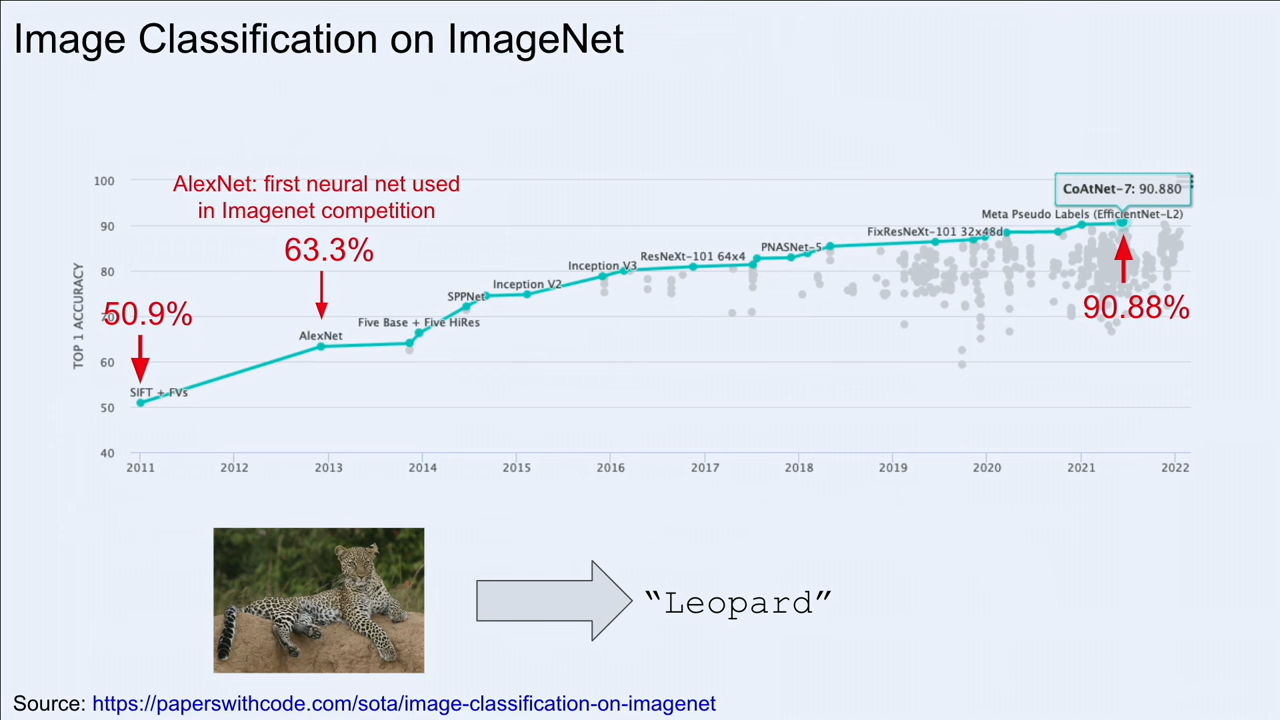 Image Classification on ImageNet
AlexNet: first neural net used
in Imagenet competition
63.3%
50.9%
90.88%
CoAtNet-7: 90.880
Meta Pseudo Labels (EfficientNet-L2)
FixResNeXt-101 32x48d
PNASNet-5
ResNeXt-101 64x4
Inception V3
Inception V2
SPPNet
Five Base + Five HiRes
AlexNet
SIFT + FVs
TOP 1 ACCURACY
100
90
80
70
60
50
40
2011 2012 2013 2014 2015 2016 2017 2018 2019 2020 2021 2022
“Leopard”
Source: https://paperswithcode.com/sota/image-classification-on-imagenet